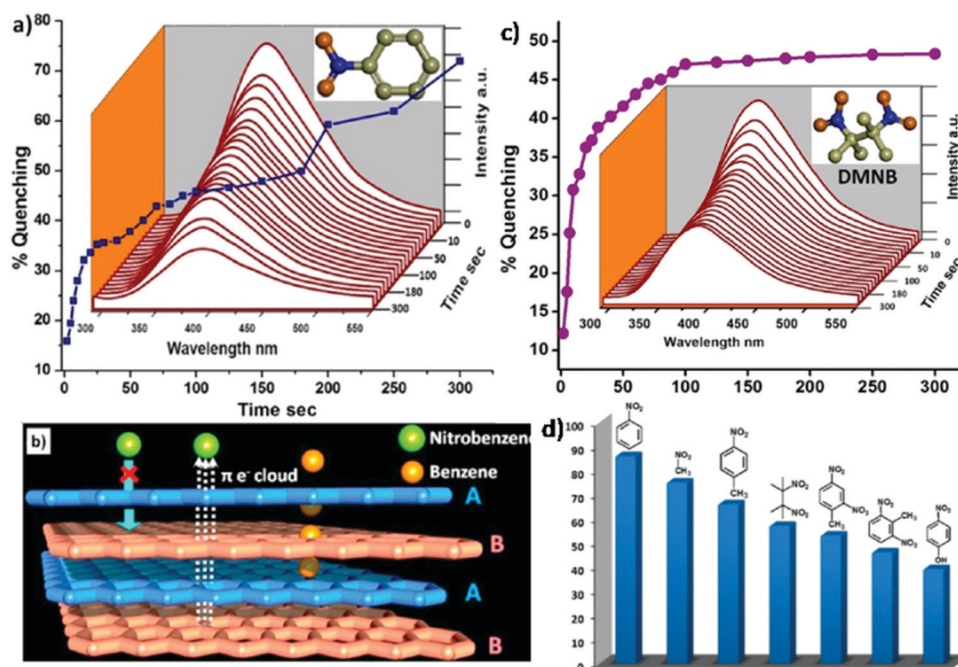 a)
% Quenching
80
70
60
50
40
30
20
10
Intensity a.u.
0
10
50
100
180
300
Time sec
300
350
400
450
500
550
Wavelength nm
0
50
100
150
200
250
300
Time sec
c)
% Quenching
50
45
40
35
30
25
20
15
10
DMNB
Intensity a.u.
0
10
50
100
180
300
Time sec
300
350
400
450
500
550
Wavelength nm
0
50
100
150
200
250
300
b)
Nitrobenzene
Benzene
π e⁻ cloud
A
B
A
B
d)
100
90
80
70
60
50
40
30
20
10
0
NO₂
NO₂
CH₃
NO₂
CH₃
NO₂
NO₂
NO₂
NO₂
CH₃
NO₂
CH₃
NO₂
NO₂
OH